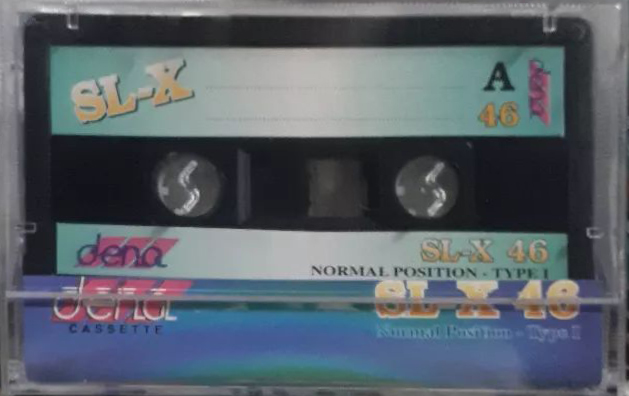 SL-X
A
46
dena
dena
SL-X 46
NORMAL POSITION - TYPE I
dena
CASSETTE
SL-X 46
Normal Position - Type I